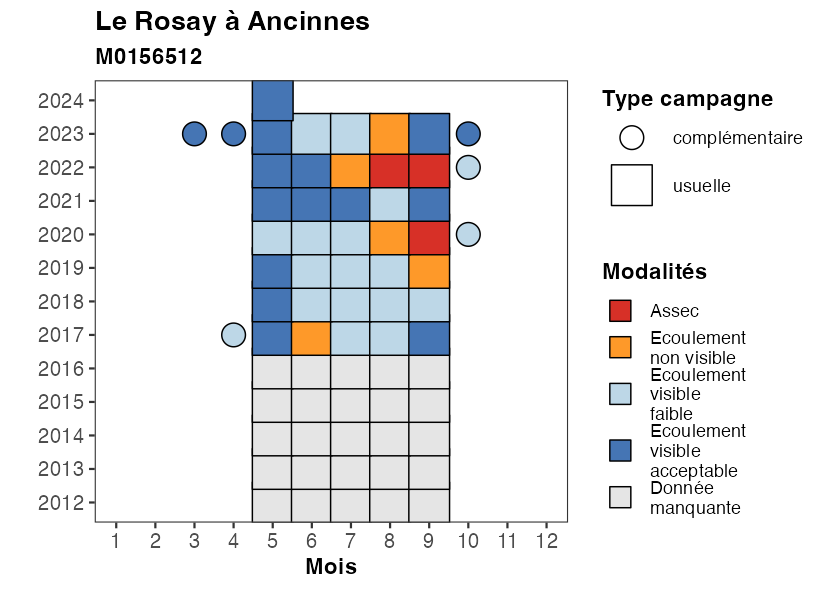 Le Rosay à Ancinnes
M0156512
2024
2023
2022
2021
2020
2019
2018
2017
2016
2015
2014
2013
2012
1 2 3 4 5 6 7 8 9 10 11 12
Mois
Type campagne
complémentaire
usuelle
Modalités
Assec
Ecoulement
non visible
Ecoulement
visible
faible
Ecoulement
visible
acceptable
Donnée
manquante